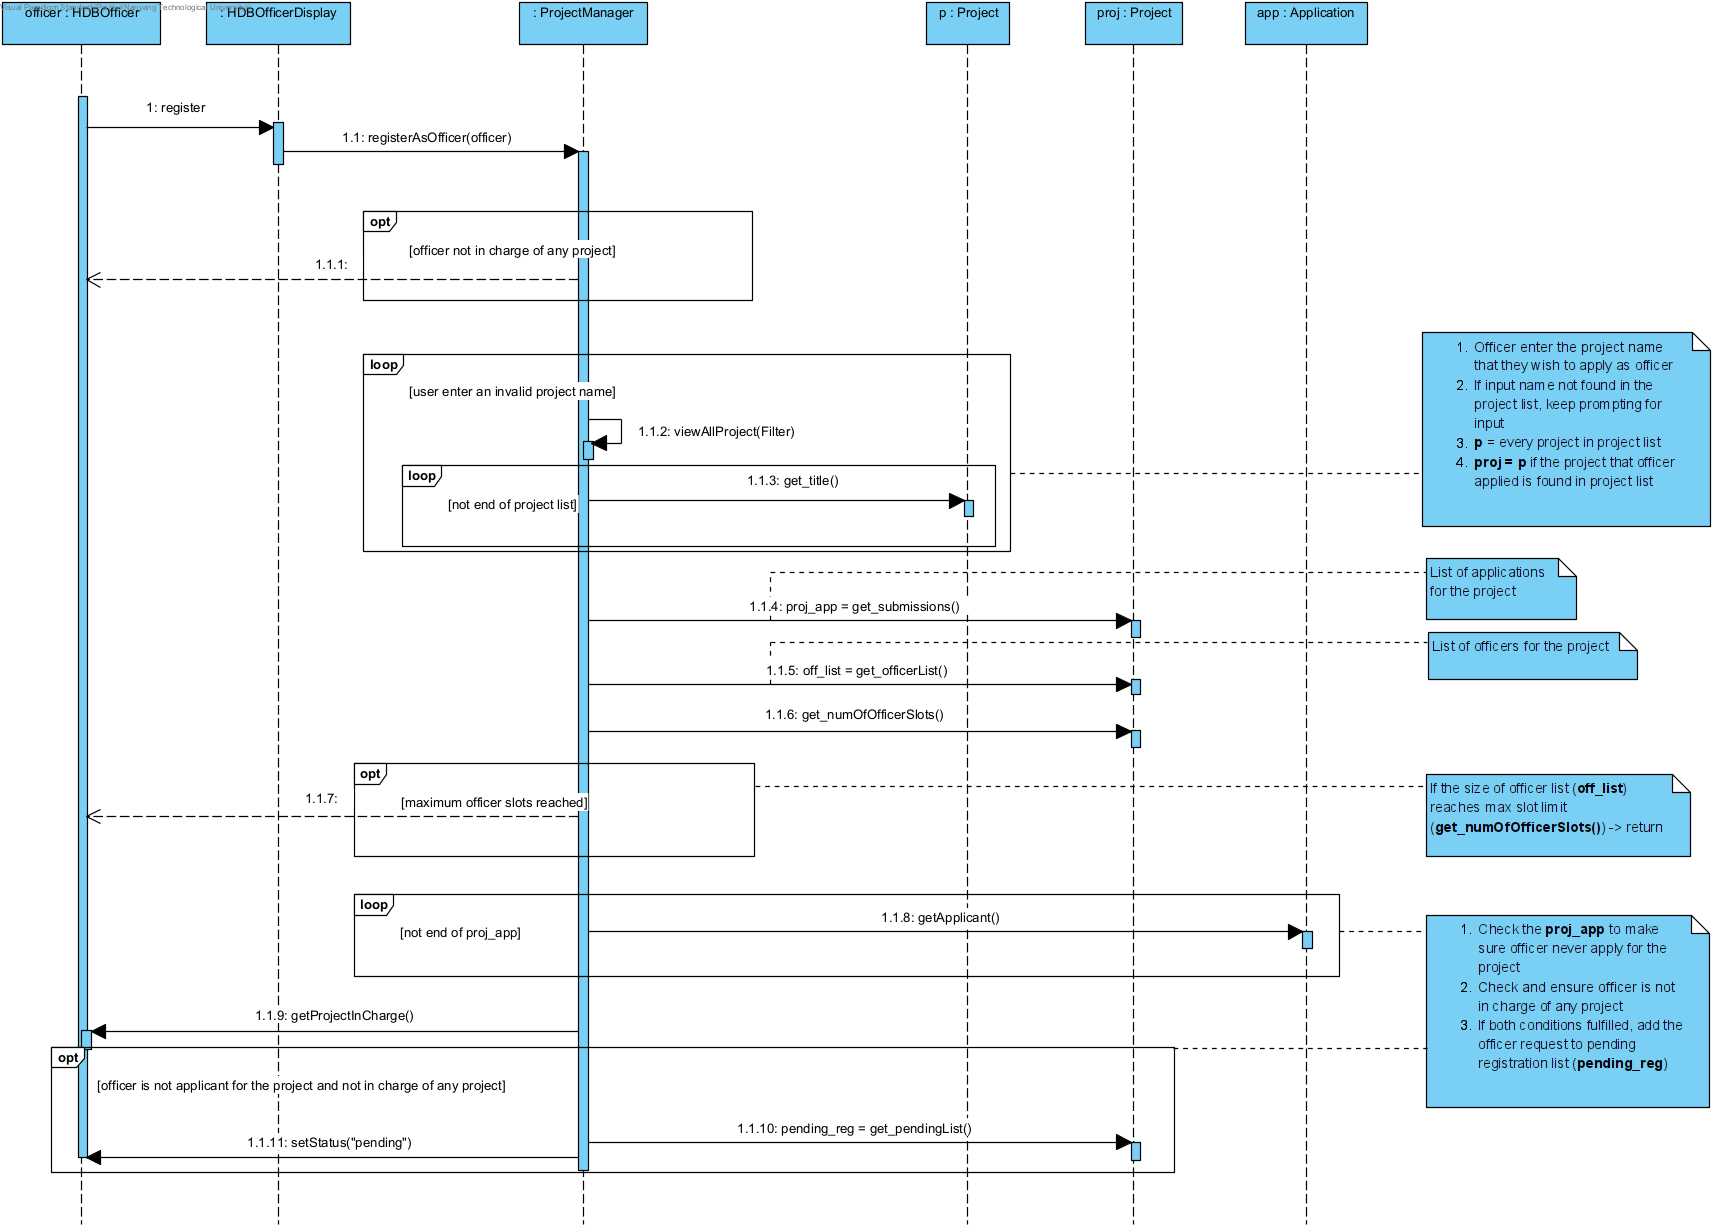 officer : HDBOfficer
: HDBOfficerDisplay
: ProjectManager
p : Project
proj : Project
app : Application
1: register
1.1: registerAsOfficer(officer)
opt
[officer not in charge of any project]
1.1.1:
loop
[user enter an invalid project name]
1.1.2: viewAllProject(Filter)
loop
1.1.3: get_title()
[not end of project list]
1. Officer enter the project name
that they wish to apply as officer
2. If input name not found in the
project list, keep prompting for
input
3. p = every project in project list
4. proj = p if the project that officer
applied is found in project list
List of applications
for the project
1.1.4: proj_app = get_submissions()
List of officers for the project
1.1.5: off_list = get_officerList()
1.1.6: get_numOfOfficerSlots()
opt
1.1.7:
[maximum officer slots reached]
If the size of officer list (off_list)
reaches max slot limit
(get_numOfOfficerSlots()) -> return
loop
1.1.8: getApplicant()
[not end of proj_app]
1. Check the proj_app to make
sure officer never apply for the
project
2. Check and ensure officer is not
in charge of any project
3. If both conditions fulfilled, add the
officer request to pending
registration list (pending_reg)
1.1.9: getProjectInCharge()
opt
[officer is not applicant for the project and not in charge of any project]
1.1.10: pending_reg = get_pendingList()
1.1.11: setStatus("pending")